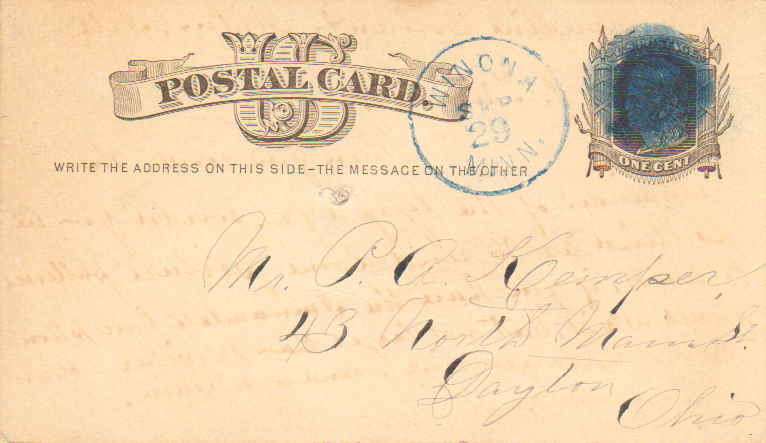 US
POSTAL CARD.
WRITE THE ADDRESS ON THIS SIDE–THE MESSAGE ON THE OTHER
WINONA
SEP.
29
MINN.
ONE CENT
Mr. P. A. Kemper,
43 North Main St.
Dayton
Ohio